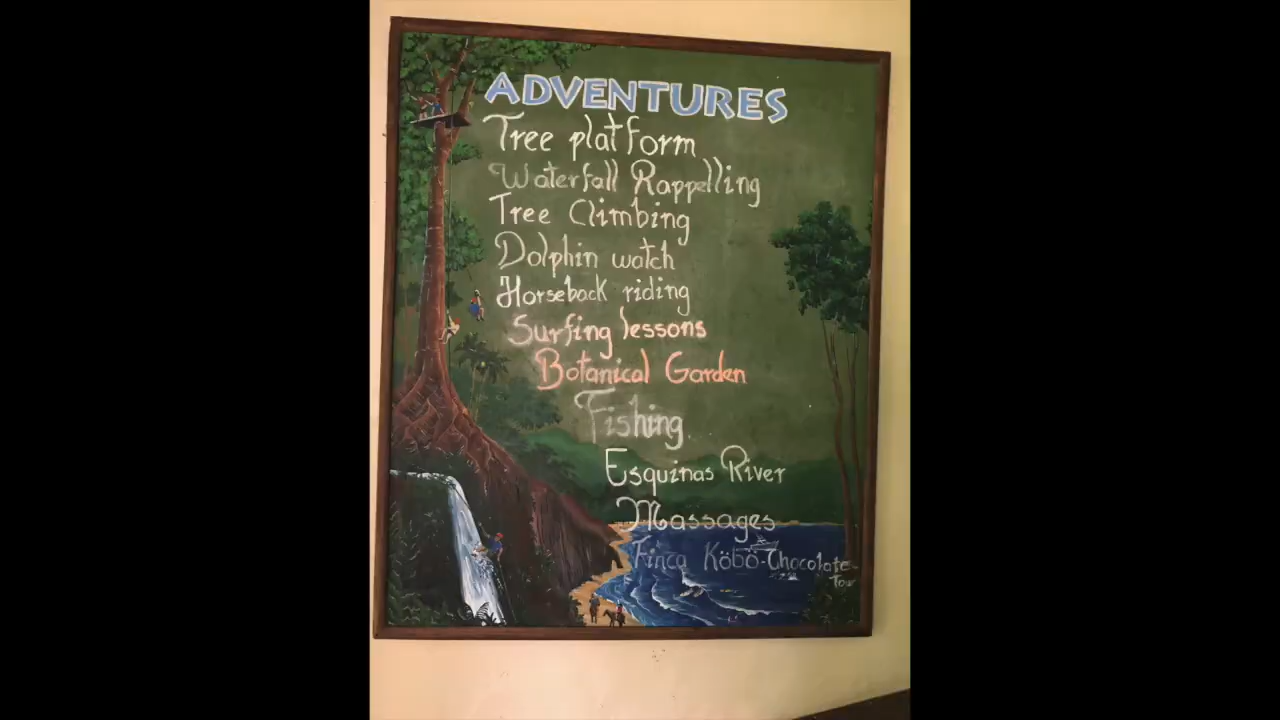 ADVENTURES
Tree platform
Waterfall Rappelling
Tree Climbing
Dolphin watch
Horseback riding
Surfing lessons
Botanical Garden
Fishing
Esquinas River
Massages
Finca Köbö-Chocolate-
Tour